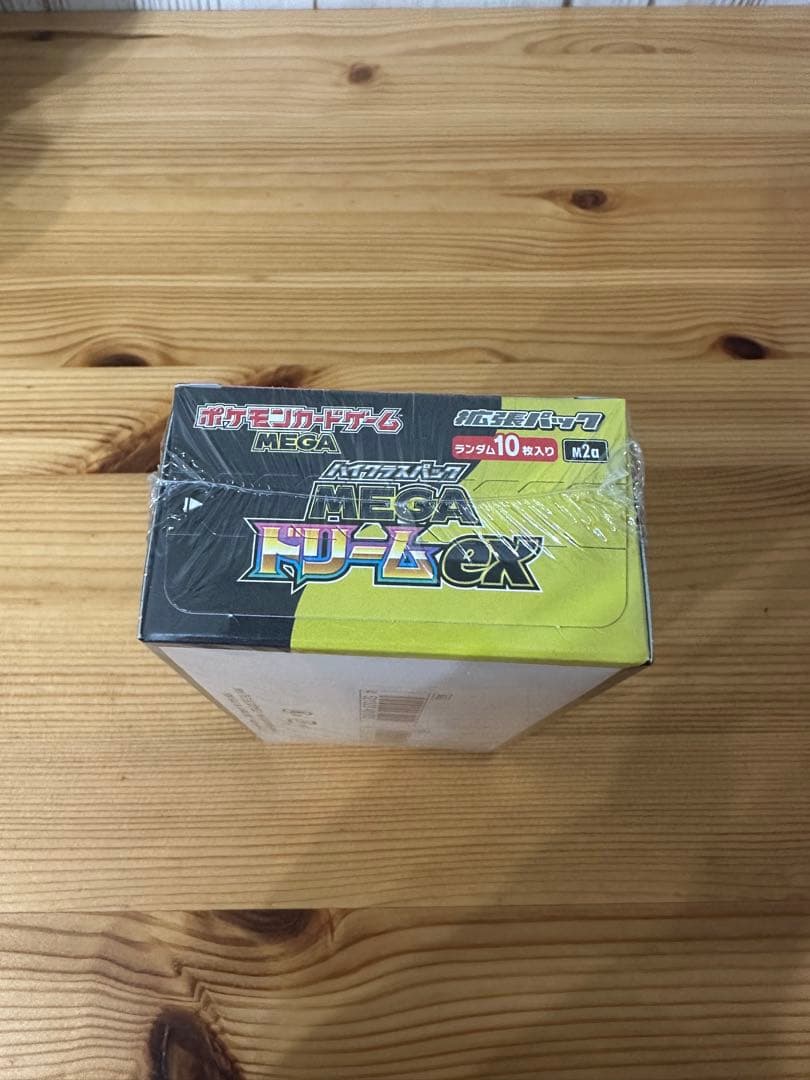 ポケモンカードゲーム
MEGA
拡張パック
ランダム10枚入り
M2a
ハイクラスパック
MEGA
ドリームex